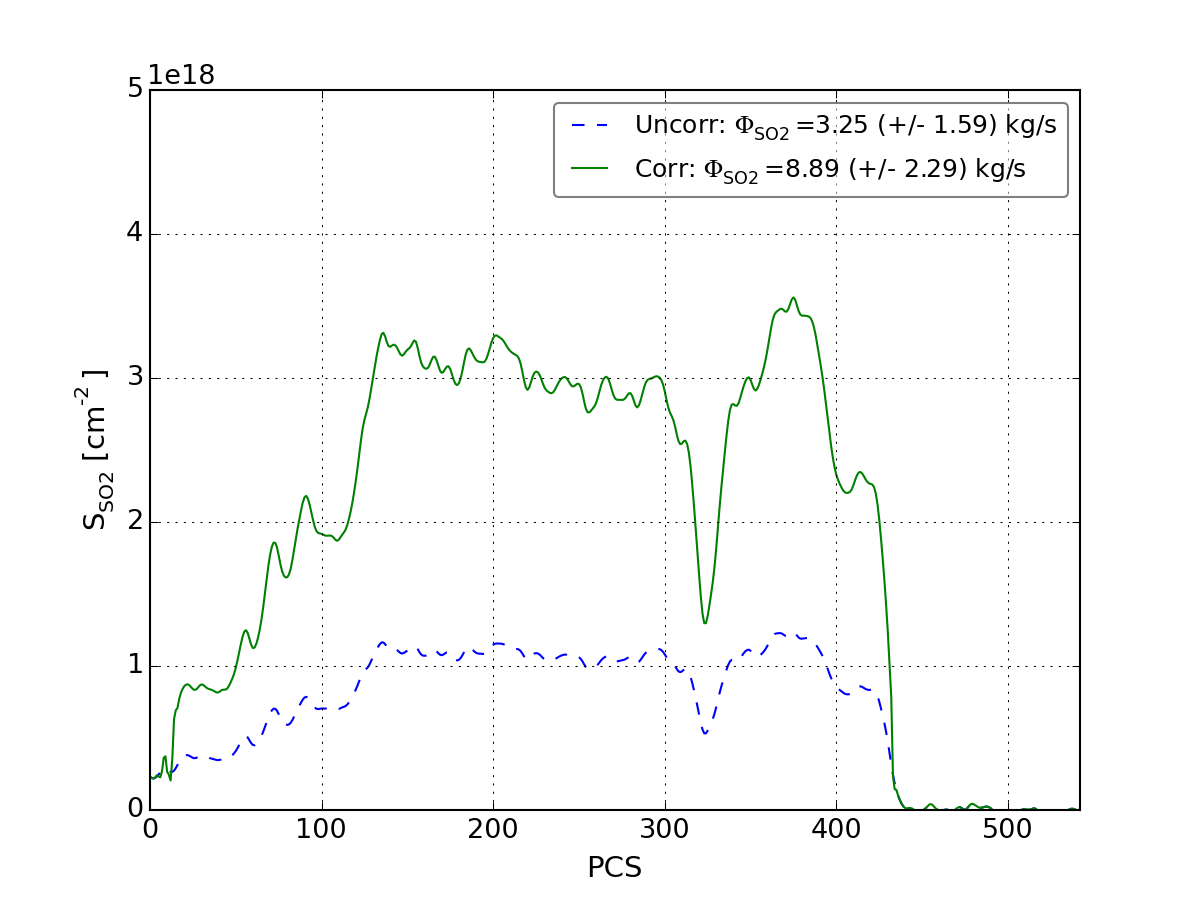 1e18
5
4
3
2
1
0
0 100 200 300 400 500
S_SO2 [cm^-2 ]
PCS
Uncorr: Φ_SO2 =3.25 (+/- 1.59) kg/s
Corr: Φ_SO2 =8.89 (+/- 2.29) kg/s